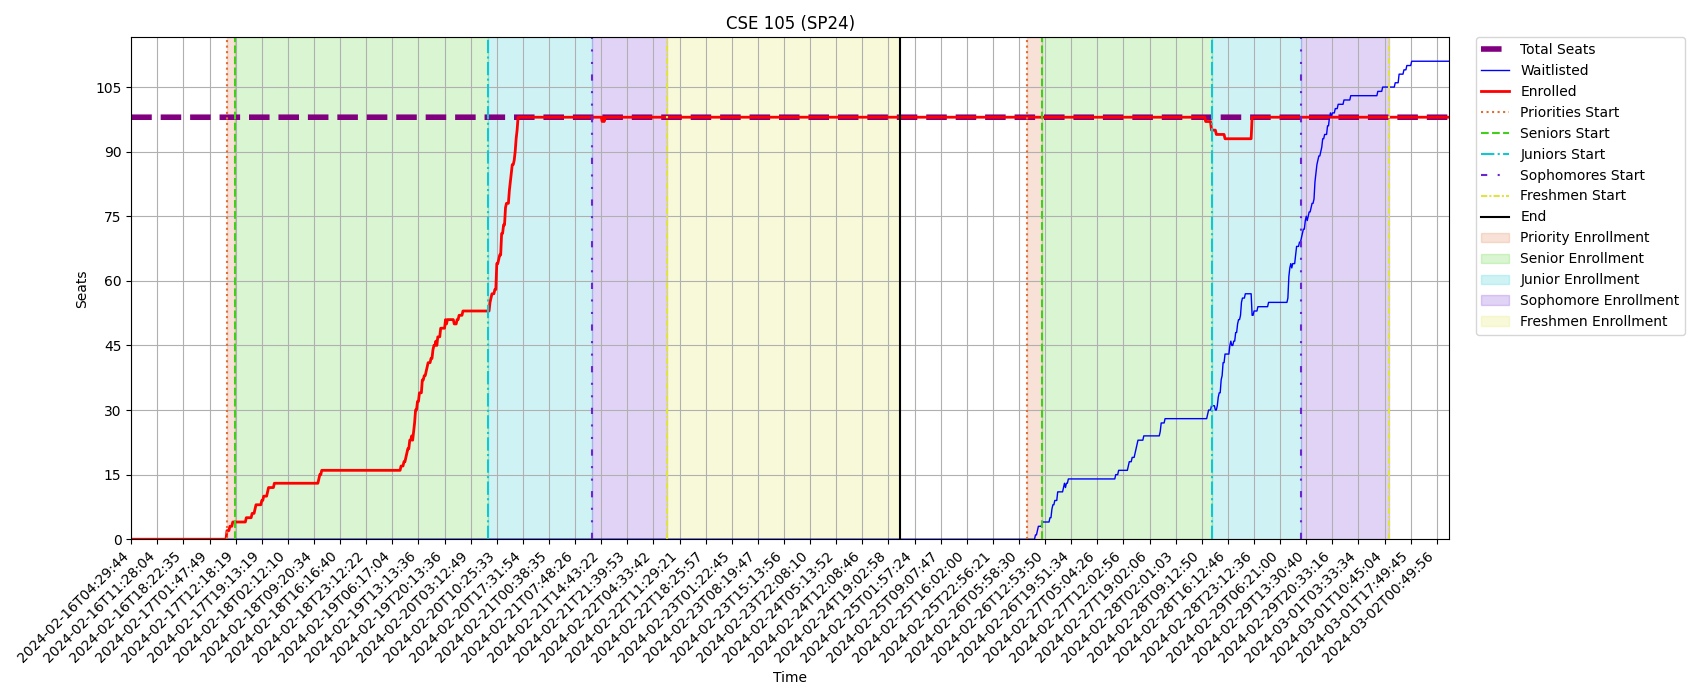 CSE 105 (SP24)
Seats
105
90
75
60
45
30
15
0
2024-02-16T04:29:44
2024-02-16T11:28:04
2024-02-16T18:22:35
2024-02-17T01:47:49
2024-02-17T12:18:19
2024-02-17T19:13:19
2024-02-18T02:12:10
2024-02-18T09:20:34
2024-02-18T16:16:40
2024-02-18T23:12:22
2024-02-19T06:17:04
2024-02-19T13:13:36
2024-02-19T20:13:36
2024-02-20T03:12:49
2024-02-20T10:25:33
2024-02-20T17:31:54
2024-02-21T00:38:35
2024-02-21T07:48:26
2024-02-21T14:43:22
2024-02-21T21:39:53
2024-02-22T04:33:42
2024-02-22T11:29:21
2024-02-22T18:25:57
2024-02-23T01:22:45
2024-02-23T08:19:47
2024-02-23T15:13:56
2024-02-23T22:08:10
2024-02-24T05:13:52
2024-02-24T12:08:46
2024-02-24T19:02:58
2024-02-25T01:57:24
2024-02-25T09:07:47
2024-02-25T16:02:00
2024-02-25T22:56:21
2024-02-26T05:58:30
2024-02-26T12:53:50
2024-02-26T19:51:34
2024-02-27T05:04:26
2024-02-27T12:02:56
2024-02-27T19:02:06
2024-02-28T02:01:03
2024-02-28T09:12:50
2024-02-28T16:12:46
2024-02-28T23:12:36
2024-02-29T06:21:00
2024-02-29T13:30:40
2024-02-29T20:33:16
2024-03-01T03:33:34
2024-03-01T10:45:04
2024-03-01T17:49:45
2024-03-02T00:49:56
Time
Total Seats
Waitlisted
Enrolled
Priorities Start
Seniors Start
Juniors Start
Sophomores Start
Freshmen Start
End
Priority Enrollment
Senior Enrollment
Junior Enrollment
Sophomore Enrollment
Freshmen Enrollment